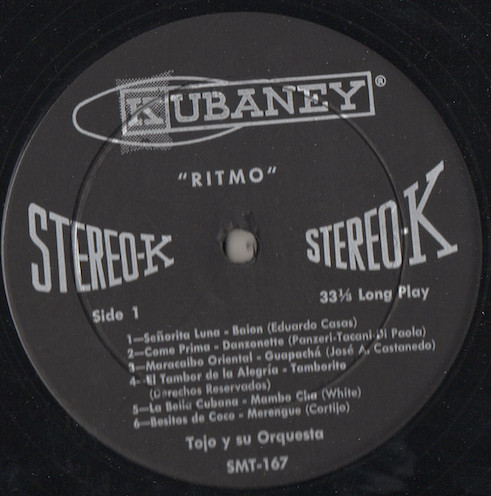 KUBANEY®
"RITMO"
STEREO-K
STEREO-K
Side 1
33⅓ Long Play
1—Señorita Luna - Baion (Eduardo Casas)
2—Come Prima - Danzonette (Panzeri-Tacani-Di Paola)
3—Maracaibo Oriental - Guapachá (José A. Castanedo)
4—El Tambor de la Alegría - Tamborito
(Derechos Reservados)
5—La Bella Cubana - Mambo Cha (White)
6—Besitos de Coco - Merengue (Cortijo)
Tojo y su Orquesta
SMT-167